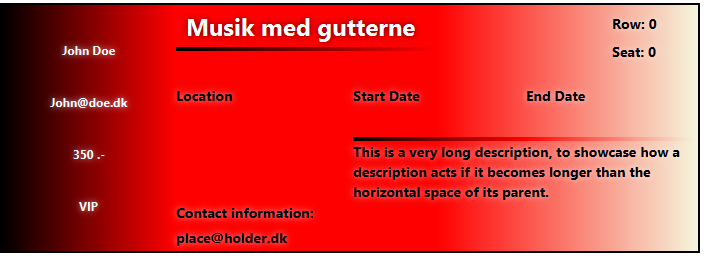 Musik med gutterne
Row: 0
Seat: 0
John Doe
John@doe.dk
350 .-
VIP
Location
Start Date
End Date
This is a very long description, to showcase how a
description acts if it becomes longer than the
horizontal space of its parent.
Contact information:
place@holder.dk